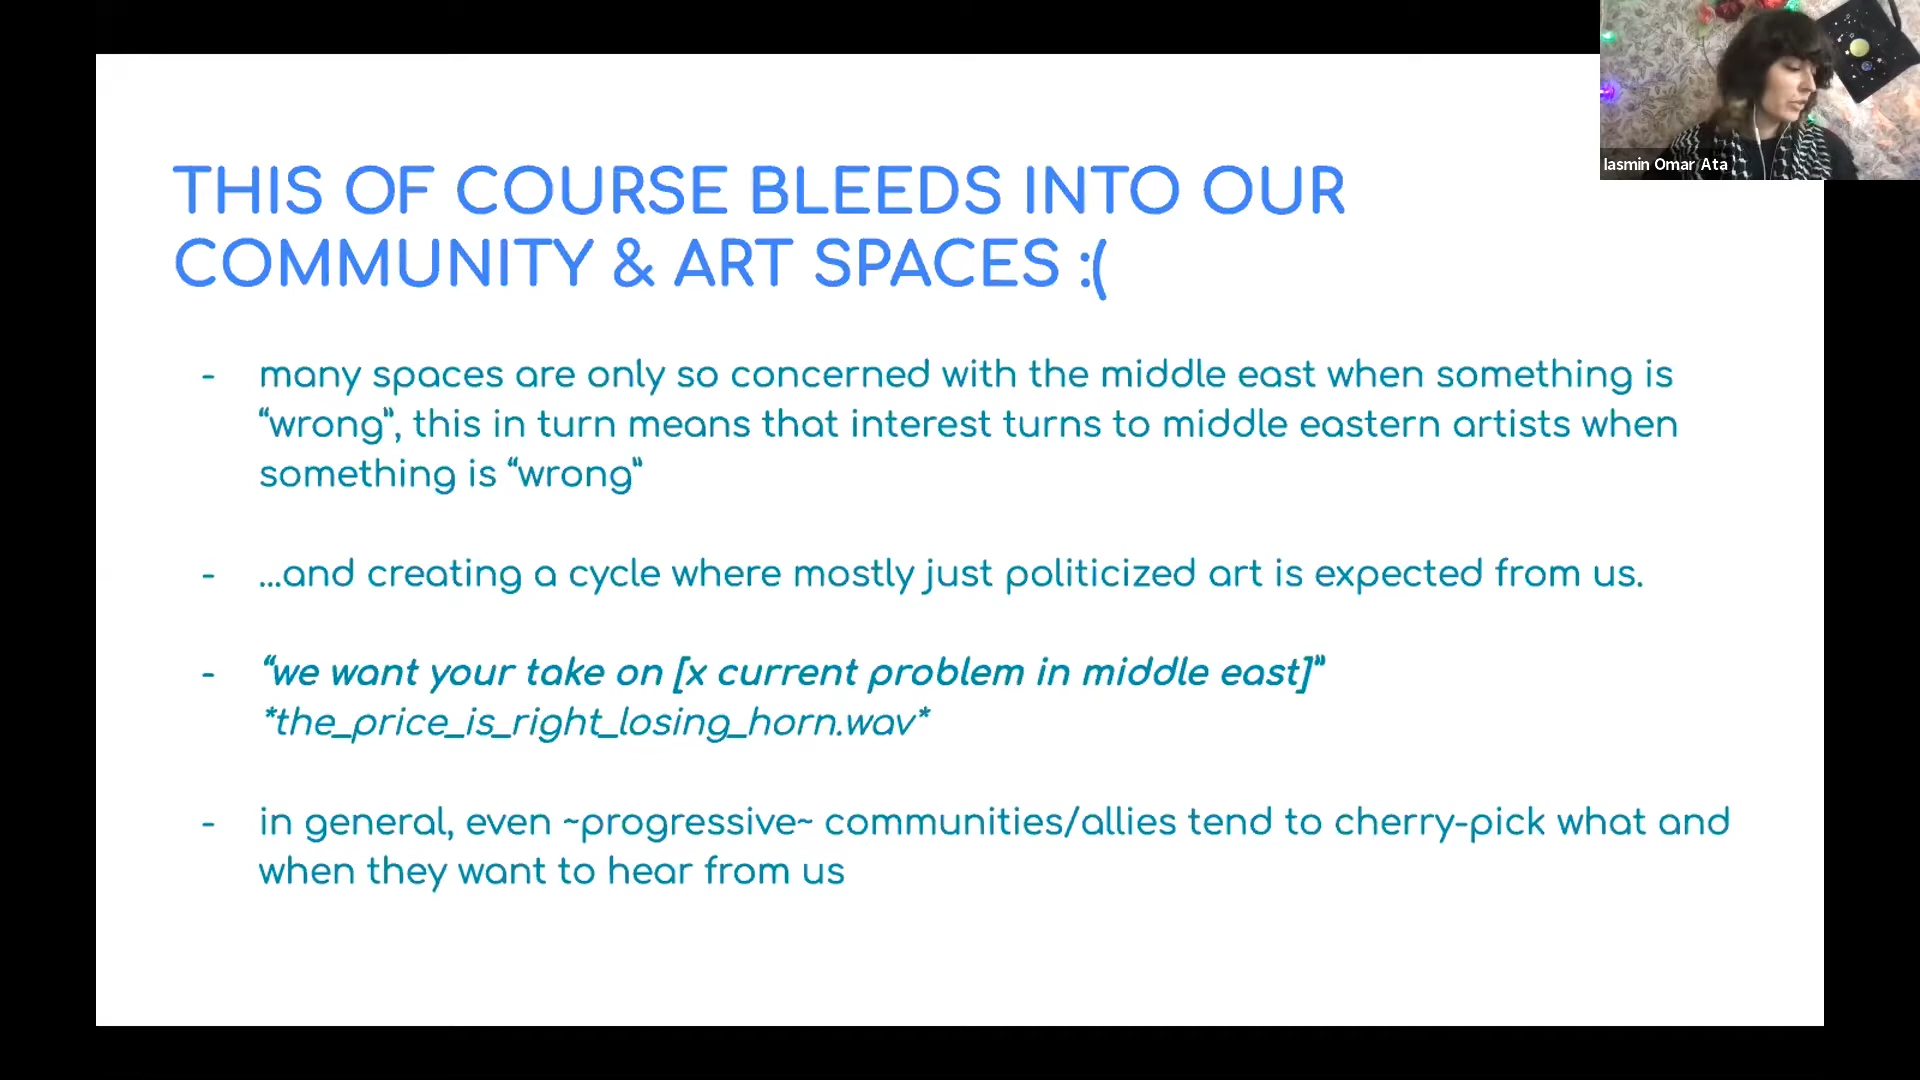 THIS OF COURSE BLEEDS INTO OUR
COMMUNITY & ART SPACES :(
- many spaces are only so concerned with the middle east when something is
“wrong”, this in turn means that interest turns to middle eastern artists when
something is “wrong”
- ...and creating a cycle where mostly just politicized art is expected from us.
- “we want your take on [x current problem in middle east]”
*the_price_is_right_losing_horn.wav*
- in general, even ~progressive~ communities/allies tend to cherry-pick what and
when they want to hear from us
Iasmin Omar Ata